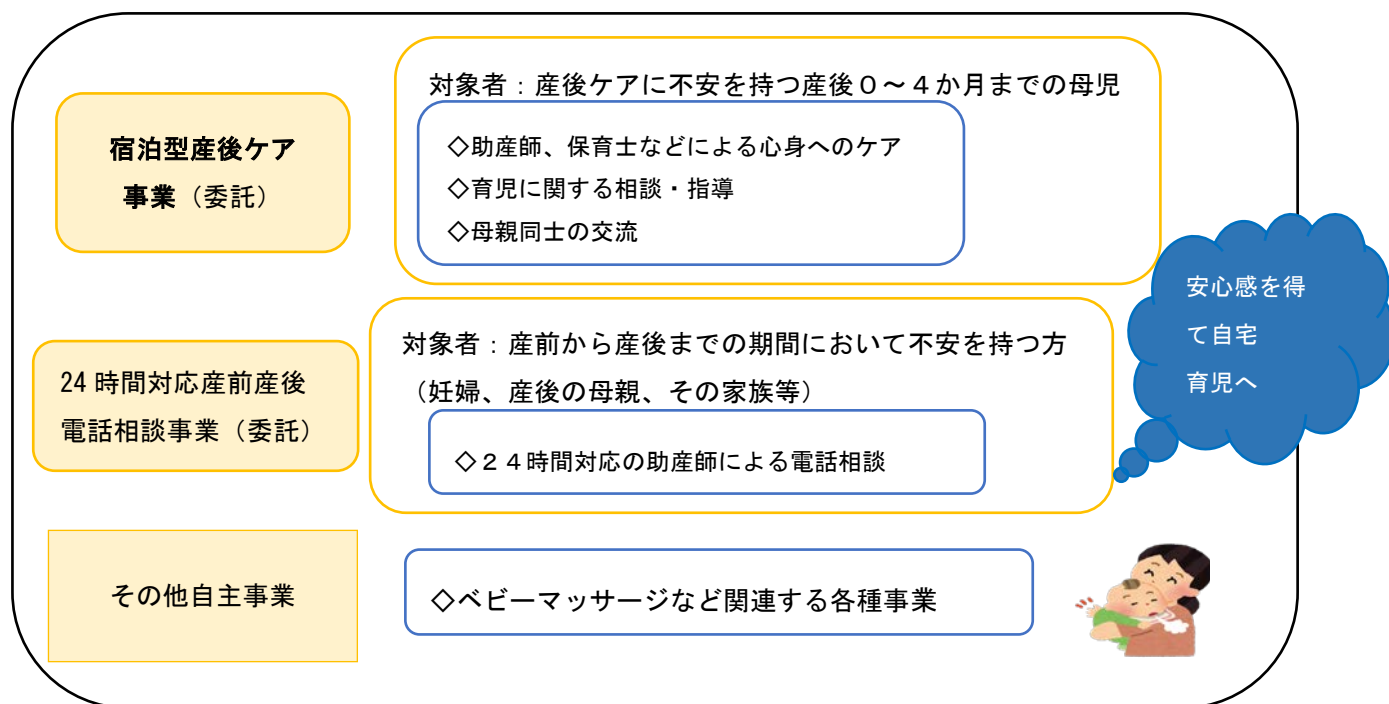 宿泊型産後ケア
事業（委託）
対象者：産後ケアに不安を持つ産後０～４か月までの母児
◇助産師、保育士などによる心身へのケア
◇育児に関する相談・指導
◇母親同士の交流
24時間対応産前産後
電話相談事業（委託）
対象者：産前から産後までの期間において不安を持つ方
（妊婦、産後の母親、その家族等）
◇２４時間対応の助産師による電話相談
安心感を得
て自宅
育児へ
その他自主事業
◇ベビーマッサージなど関連する各種事業